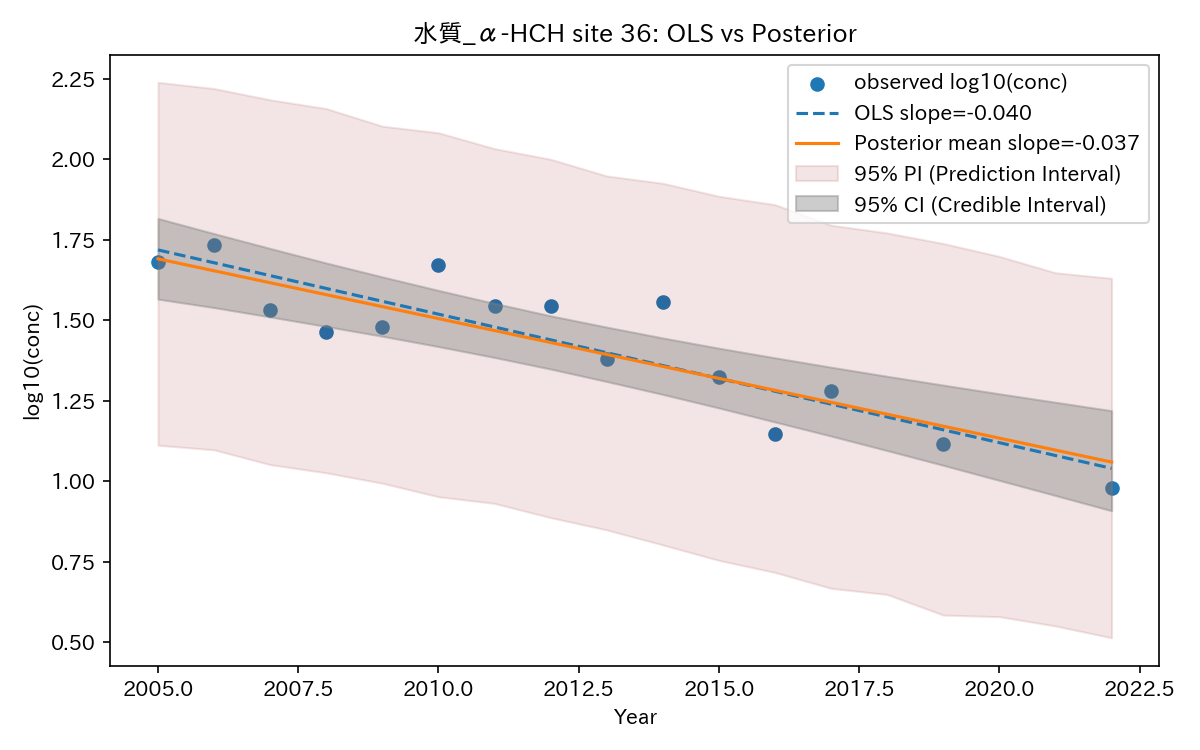 水質_α-HCH site 36: OLS vs Posterior
observed log10(conc)
OLS slope=-0.040
Posterior mean slope=-0.037
95% PI (Prediction Interval)
95% CI (Credible Interval)
log10(conc)
2.25
2.00
1.75
1.50
1.25
1.00
0.75
0.50
2005.0 2007.5 2010.0 2012.5 2015.0 2017.5 2020.0 2022.5
Year